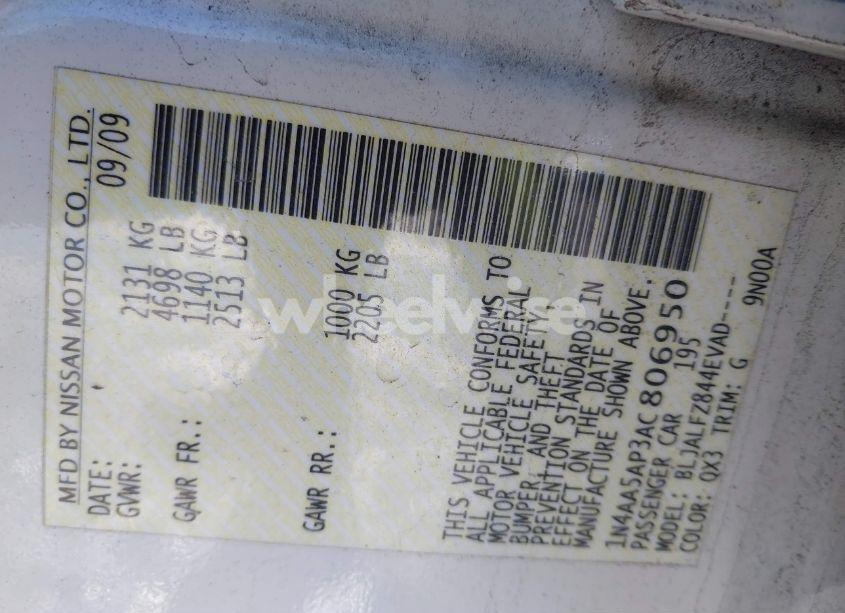 MFD BY NISSAN MOTOR CO., LTD.
DATE: 09/09
GVWR: 2131 KG
4698 LB
GAWR FR.: 1140 KG
2513 LB
GAWR RR.: 1000 KG
2205 LB
THIS VEHICLE CONFORMS TO
ALL APPLICABLE FEDERAL
MOTOR VEHICLE SAFETY,
BUMPER, AND THEFT
PREVENTION STANDARDS IN
EFFECT ON THE DATE OF
MANUFACTURE SHOWN ABOVE.
1N4AA5AP3AC806950
PASSENGER CAR 195
MODEL: BLJALFZ844EVAD----
COLOR: QX3 TRIM: G 9N00A
wheelwise